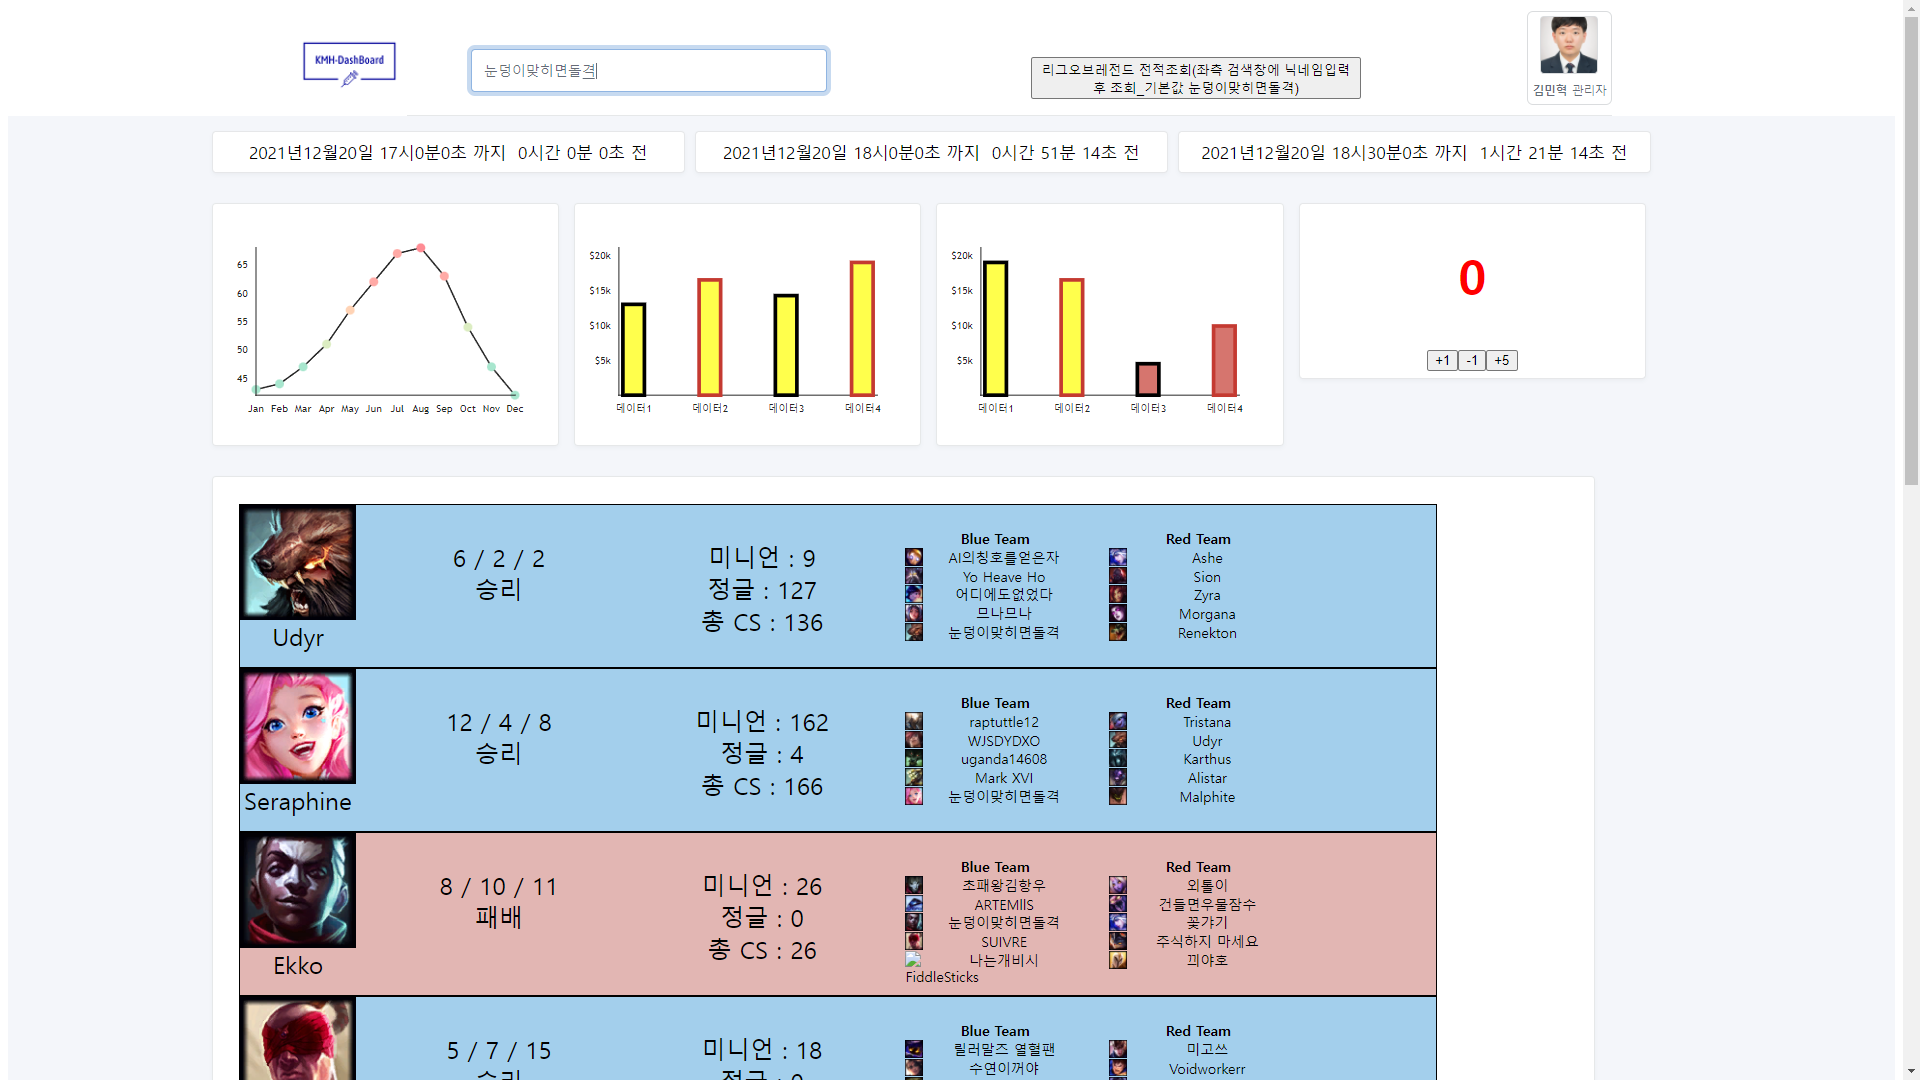 KMH-DashBoard
눈덩이맞히면돌격
리그오브레전드 전적조회(좌측 검색창에 닉네임입력
후 조회_기본값 눈덩이맞히면돌격)
김민혁 관리자
2021년12월20일 17시0분0초 까지 0시간 0분 0초 전
2021년12월20일 18시0분0초 까지 0시간 51분 14초 전
2021년12월20일 18시30분0초 까지 1시간 21분 14초 전
65
60
55
50
45
Jan Feb Mar Apr May Jun Jul Aug Sep Oct Nov Dec
$20k
$15k
$10k
$5k
데이터1 데이터2 데이터3 데이터4
$20k
$15k
$10k
$5k
데이터1 데이터2 데이터3 데이터4
0
+1 -1 +5
Udyr
6 / 2 / 2
승리
미니언 : 9
정글 : 127
총 CS : 136
Blue Team
AI의칭호를얻은자
Yo Heave Ho
어디에도없었다
므나므나
눈덩이맞히면돌격
Red Team
Ashe
Sion
Zyra
Morgana
Renekton
Seraphine
12 / 4 / 8
승리
미니언 : 162
정글 : 4
총 CS : 166
Blue Team
raptuttle12
WJSDYDXO
uganda14608
Mark XVI
눈덩이맞히면돌격
Red Team
Tristana
Udyr
Karthus
Alistar
Malphite
Ekko
8 / 10 / 11
패배
미니언 : 26
정글 : 0
총 CS : 26
Blue Team
초패왕김항우
ARTEMllS
눈덩이맞히면돌격
SUIVRE
나는개비시
FiddleSticks
Red Team
외톨이
건들면우물잠수
꽃갸기
주식하지 마세요
끠야호
5 / 7 / 15
승리
미니언 : 18
정글 : 0
Blue Team
릴러말즈 열혈팬
수연이꺼야
Red Team
미고쓰
Voidworkerr